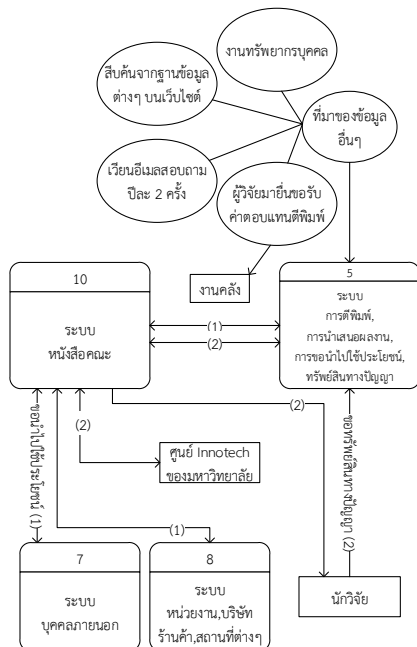 งานทรัพยากรบุคคล
สืบค้นจากฐานข้อมูล
ต่างๆ บนเว็บไซต์
ที่มาของข้อมูล
อื่นๆ
เวียนอีเมลสอบถาม
ปีละ 2 ครั้ง
ผู้วิจัยมายื่นขอรับ
ค่าตอบแทนตีพิมพ์
งานคลัง
10
ระบบ
หนังสือคณะ
5
ระบบ
การตีพิมพ์,
การนำเสนอผลงาน,
การขอนำไปใช้ประโยชน์,
ทรัพย์สินทางปัญญา
(1)
(2)
(2)
(2)
ศูนย์ Innotech
ของมหาวิทยาลัย
ขอนำไปใช้ประโยชน์ (1)
ขอทรัพย์สินทางปัญญา (2)
(1)
7
ระบบ
บุคคลภายนอก
8
ระบบ
หน่วยงาน,บริษัท
ร้านค้า,สถานที่ต่างๆ
นักวิจัย